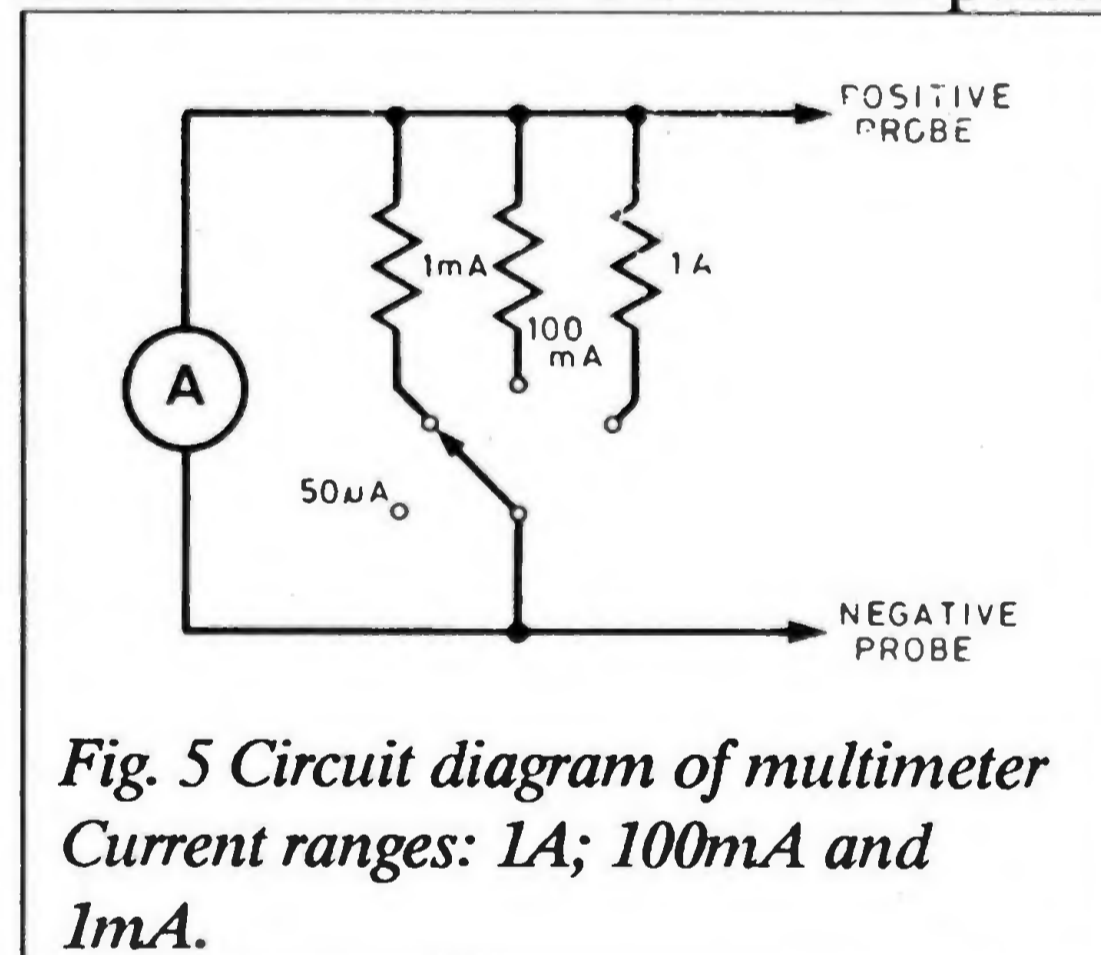 POSITIVE
PROBE
1mA
1A
100
mA
A
50μA
NEGATIVE
PROBE
Fig. 5 Circuit diagram of multimeter
Current ranges: 1A; 100mA and
1mA.